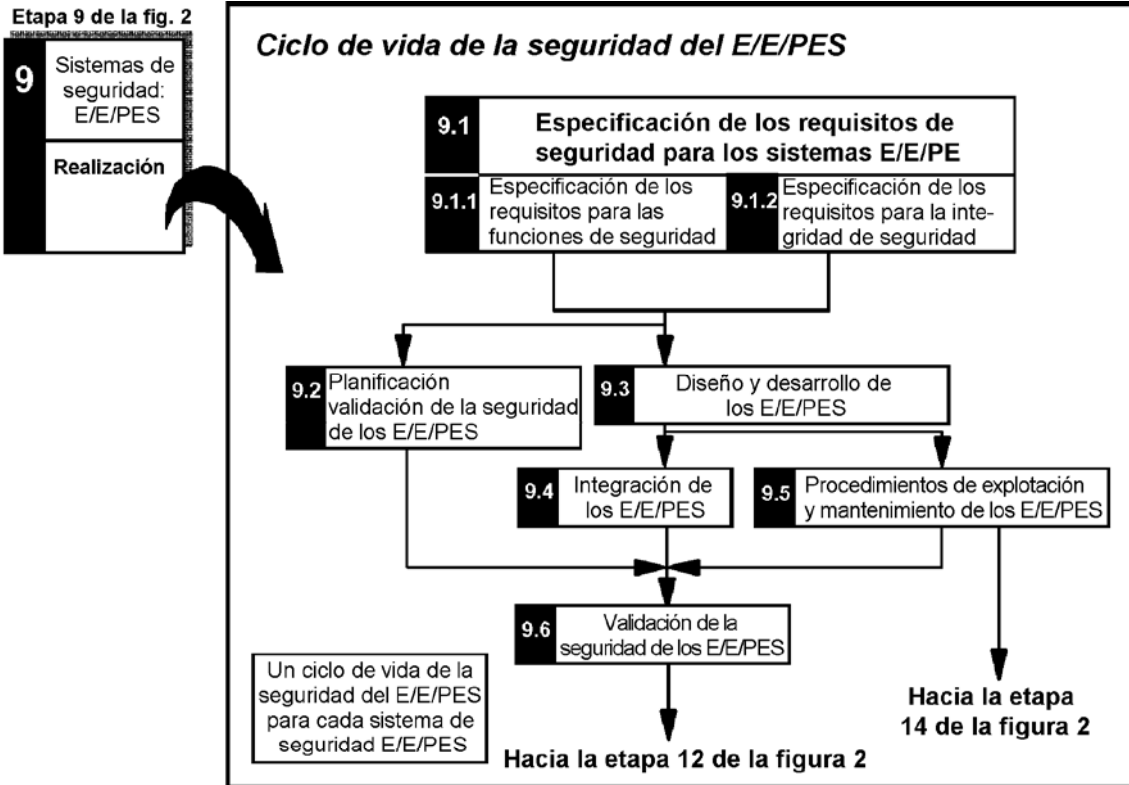 Etapa 9 de la fig. 2
9
Sistemas de
seguridad:
E/E/PES
Realización
Ciclo de vida de la seguridad del E/E/PES
9.1
Especificación de los requisitos de
seguridad para los sistemas E/E/PE
9.1.1
Especificación de los
requisitos para las
funciones de seguridad
9.1.2
Especificación de los
requisitos para la inte-
gridad de seguridad
9.2
Planificación
validación de la seguridad
de los E/E/PES
9.3
Diseño y desarrollo de
los E/E/PES
9.4
Integración de
los E/E/PES
9.5
Procedimientos de explotación
y mantenimiento de los E/E/PES
9.6
Validación de la
seguridad de los E/E/PES
Un ciclo de vida de la
seguridad del E/E/PES
para cada sistema de
seguridad E/E/PES
Hacia la etapa
14 de la figura 2
Hacia la etapa 12 de la figura 2